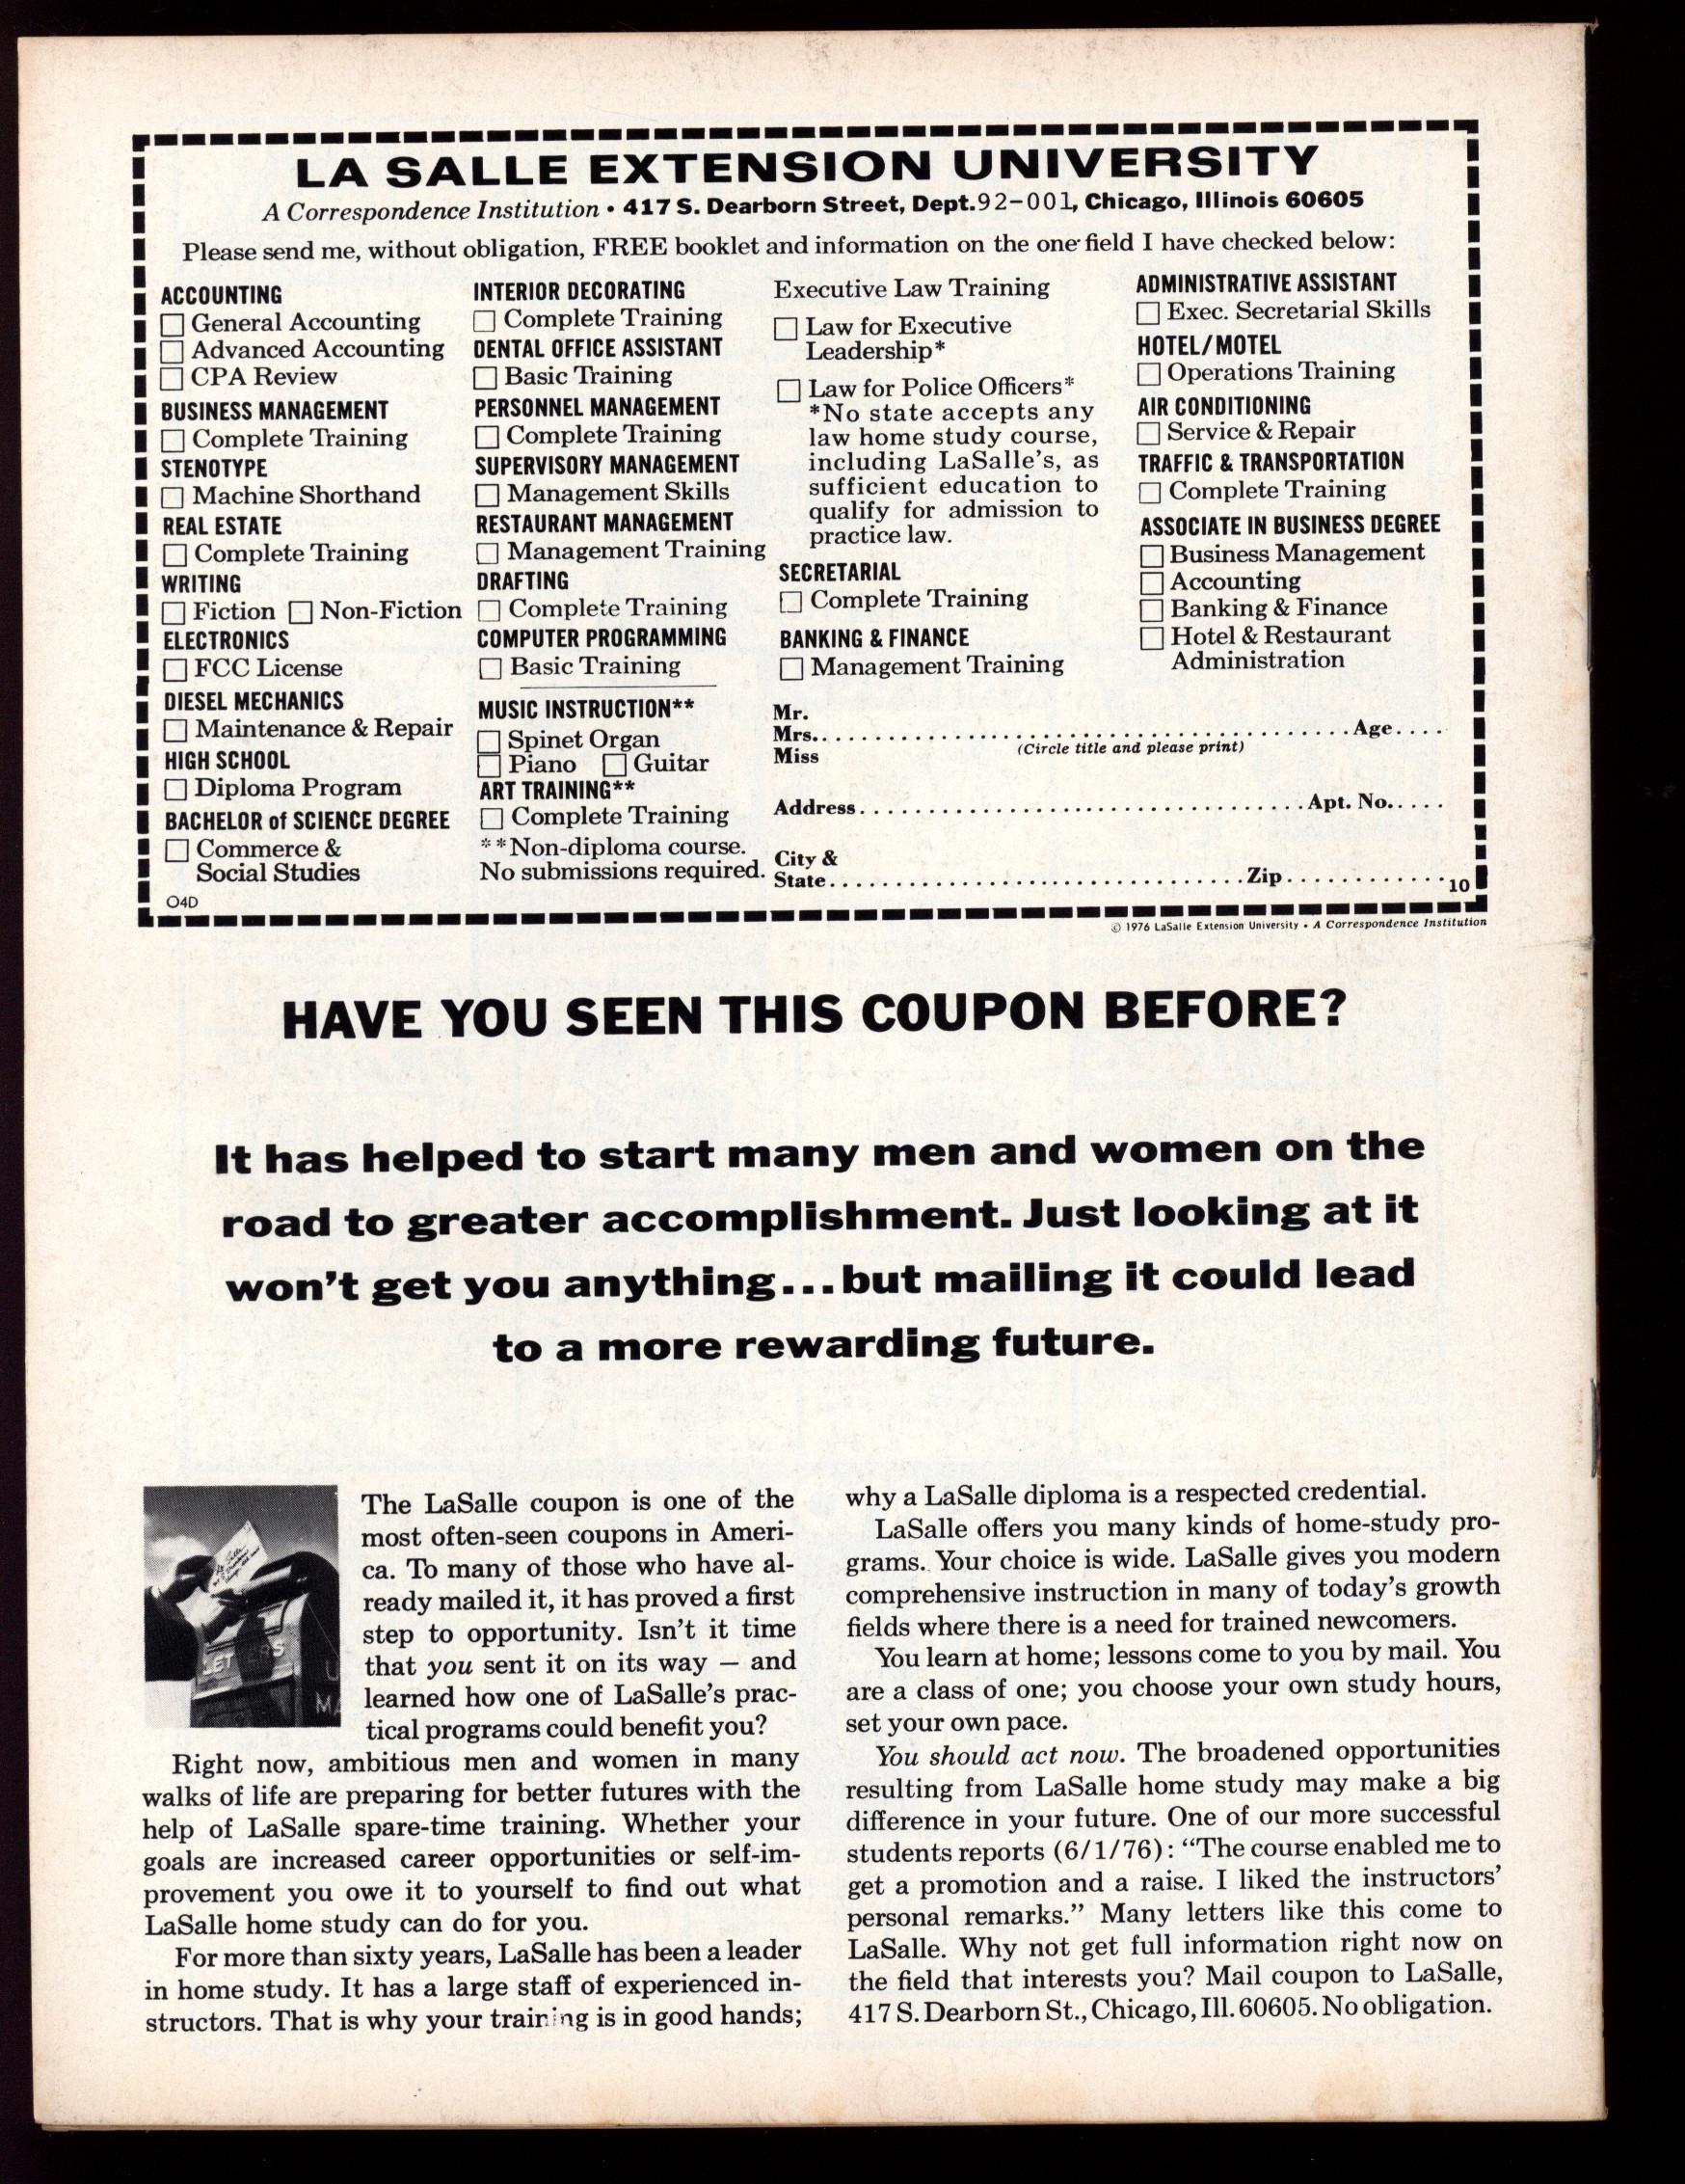 LA SALLE EXTENSION UNIVERSITY
A Correspondence Institution • 417 S. Dearborn Street, Dept. 92-001, Chicago, Illinois 60605
Please send me, without obligation, FREE booklet and information on the one field I have checked below:
ACCOUNTING
☐ General Accounting
☐ Advanced Accounting
☐ CPA Review
BUSINESS MANAGEMENT
☐ Complete Training
STENOTYPE
☐ Machine Shorthand
REAL ESTATE
☐ Complete Training
WRITING
☐ Fiction ☐ Non-Fiction
ELECTRONICS
☐ FCC License
DIESEL MECHANICS
☐ Maintenance & Repair
HIGH SCHOOL
☐ Diploma Program
BACHELOR of SCIENCE DEGREE
☐ Commerce &
Social Studies
O4D
INTERIOR DECORATING
☐ Complete Training
DENTAL OFFICE ASSISTANT
☐ Basic Training
PERSONNEL MANAGEMENT
☐ Complete Training
SUPERVISORY MANAGEMENT
☐ Management Skills
RESTAURANT MANAGEMENT
☐ Management Training
DRAFTING
☐ Complete Training
COMPUTER PROGRAMMING
☐ Basic Training
MUSIC INSTRUCTION**
☐ Spinet Organ
☐ Piano ☐ Guitar
ART TRAINING**
☐ Complete Training
**Non-diploma course.
No submissions required.
Executive Law Training
☐ Law for Executive
Leadership*
☐ Law for Police Officers*
*No state accepts any
law home study course,
including LaSalle's, as
sufficient education to
qualify for admission to
practice law.
SECRETARIAL
☐ Complete Training
BANKING & FINANCE
☐ Management Training
ADMINISTRATIVE ASSISTANT
☐ Exec. Secretarial Skills
HOTEL/MOTEL
☐ Operations Training
AIR CONDITIONING
☐ Service & Repair
TRAFFIC & TRANSPORTATION
☐ Complete Training
ASSOCIATE IN BUSINESS DEGREE
☐ Business Management
☐ Accounting
☐ Banking & Finance
☐ Hotel & Restaurant
Administration
Mr.
Mrs.. . . . . . . . . . . . . . . . . . . . . . . . . . . . . . . . . . . . . . . Age. . . .
Miss (Circle title and please print)
Address. . . . . . . . . . . . . . . . . . . . . . . . . . . . . . . . . Apt. No.. . . .
City &
State. . . . . . . . . . . . . . . . . . . . . . . . . . . . . . Zip. . . . . . . . . . . . 10
© 1976 LaSalle Extension University • A Correspondence Institution
HAVE YOU SEEN THIS COUPON BEFORE?
It has helped to start many men and women on the
road to greater accomplishment. Just looking at it
won't get you anything...but mailing it could lead
to a more rewarding future.
LETTERS
U
MA
The LaSalle coupon is one of the
most often-seen coupons in Ameri-
ca. To many of those who have al-
ready mailed it, it has proved a first
step to opportunity. Isn't it time
that you sent it on its way — and
learned how one of LaSalle's prac-
tical programs could benefit you?
Right now, ambitious men and women in many
walks of life are preparing for better futures with the
help of LaSalle spare-time training. Whether your
goals are increased career opportunities or self-im-
provement you owe it to yourself to find out what
LaSalle home study can do for you.
For more than sixty years, LaSalle has been a leader
in home study. It has a large staff of experienced in-
structors. That is why your training is in good hands;
why a LaSalle diploma is a respected credential.
LaSalle offers you many kinds of home-study pro-
grams. Your choice is wide. LaSalle gives you modern
comprehensive instruction in many of today's growth
fields where there is a need for trained newcomers.
You learn at home; lessons come to you by mail. You
are a class of one; you choose your own study hours,
set your own pace.
You should act now. The broadened opportunities
resulting from LaSalle home study may make a big
difference in your future. One of our more successful
students reports (6/1/76): "The course enabled me to
get a promotion and a raise. I liked the instructors'
personal remarks." Many letters like this come to
LaSalle. Why not get full information right now on
the field that interests you? Mail coupon to LaSalle,
417 S. Dearborn St., Chicago, Ill. 60605. No obligation.